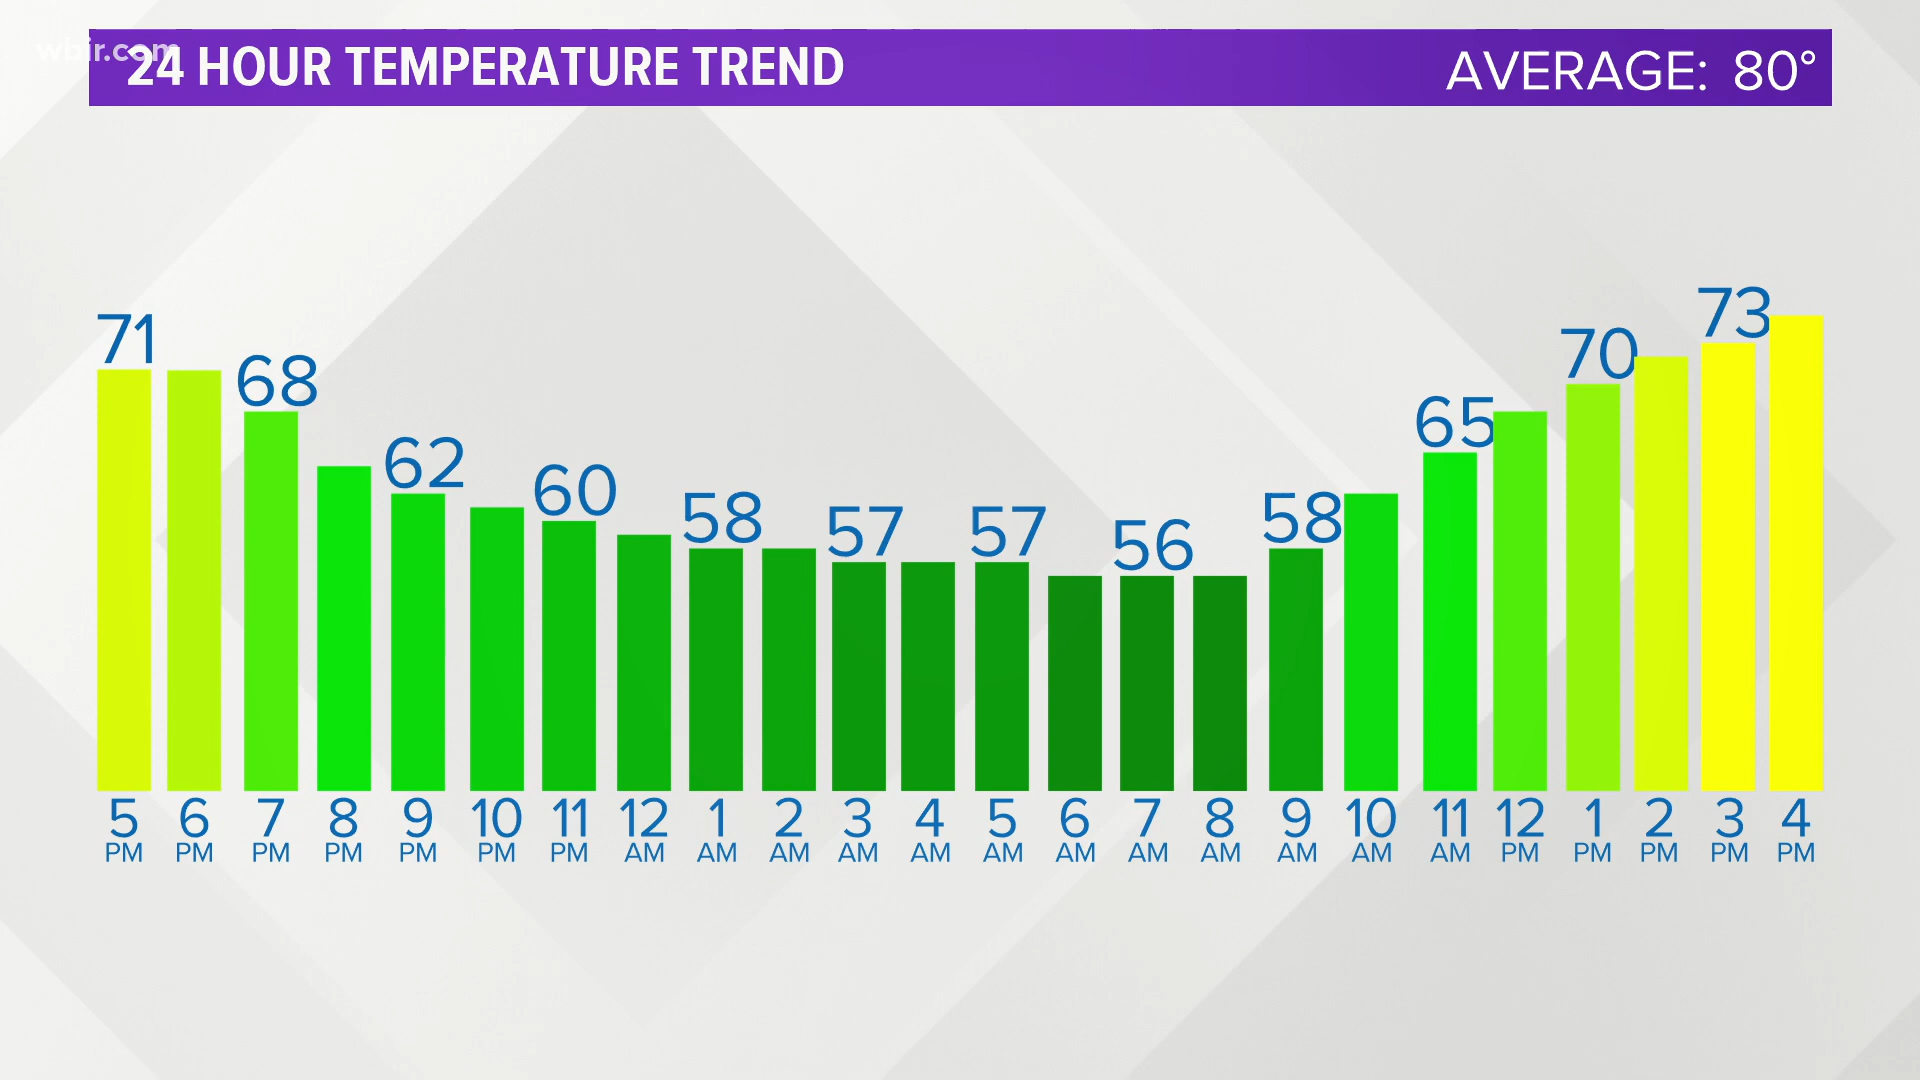 wbir.com
24 HOUR TEMPERATURE TREND
AVERAGE: 80°
71 68 62 60 58 57 57 56 58 65 70 73
5 6 7 8 9 10 11 12 1 2 3 4 5 6 7 8 9 10 11 12 1 2 3 4
PM PM PM PM PM PM PM AM AM AM AM AM AM AM AM AM AM AM AM PM PM PM PM PM